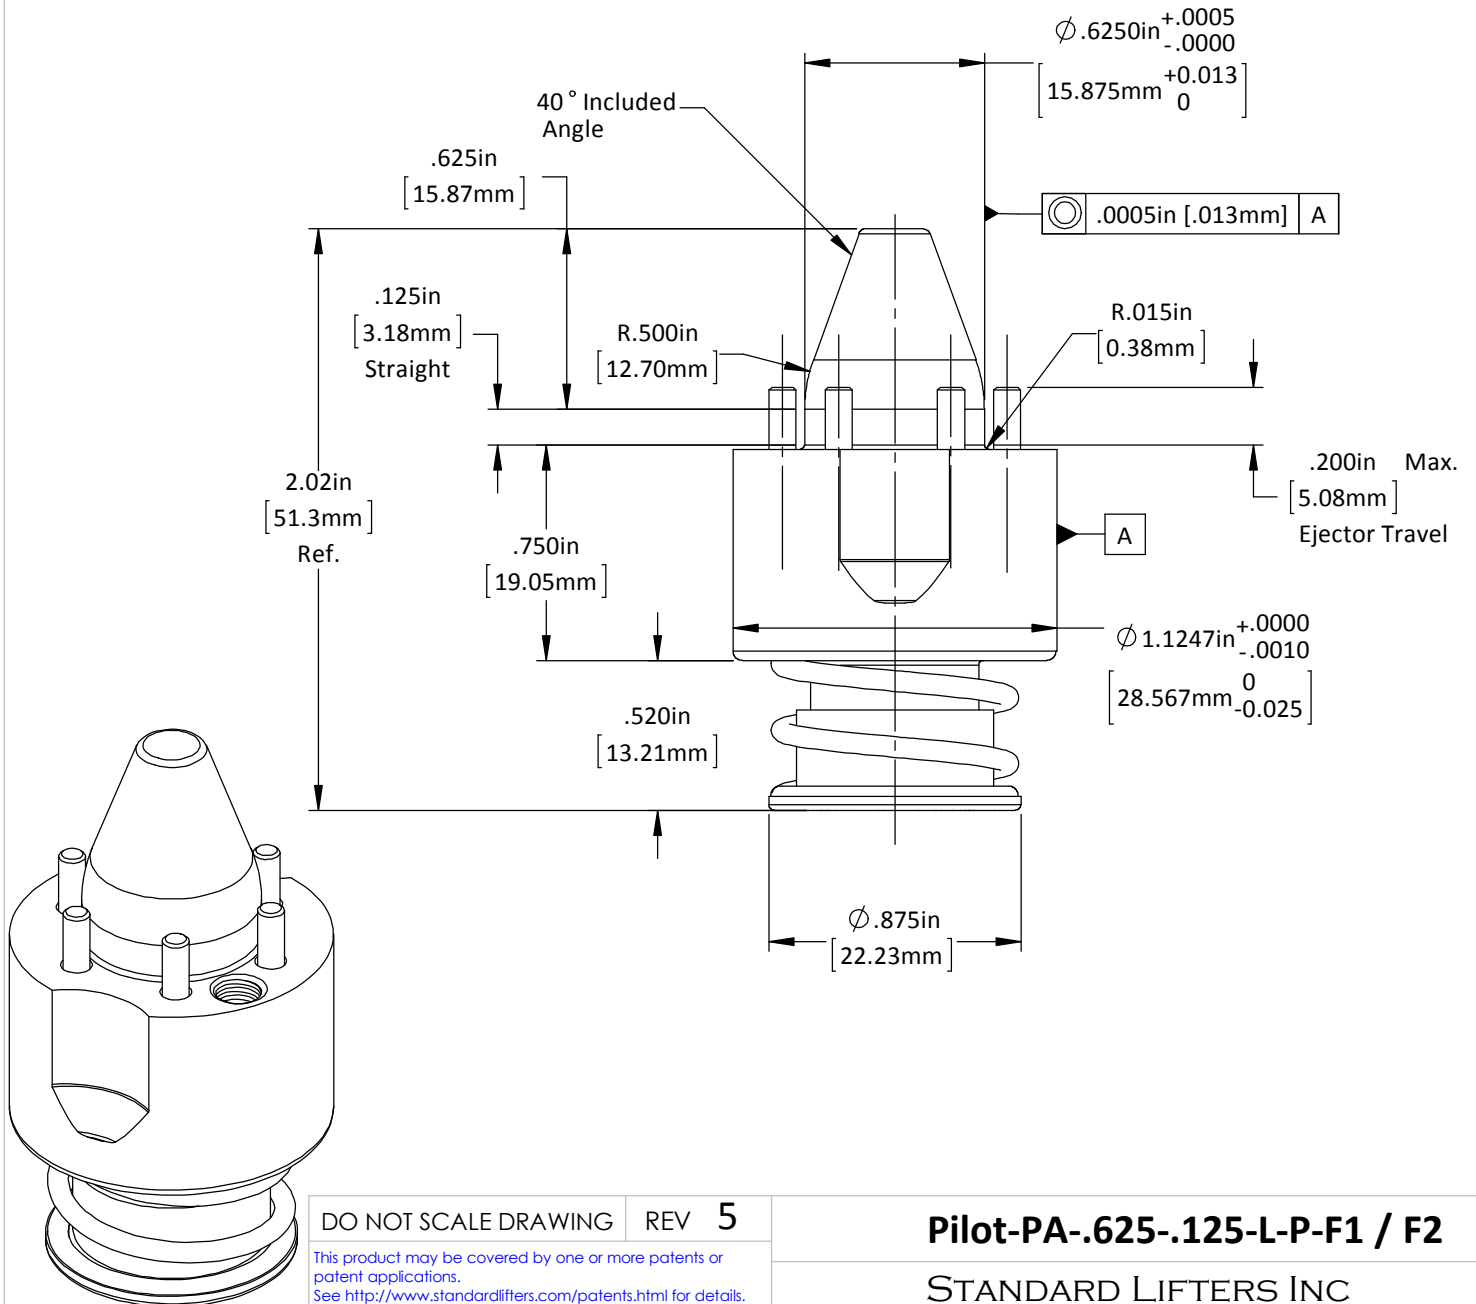 ⌀.6250in +.0005
-.0000
[15.875mm +0.013
0]
40° Included
Angle
.625in
[15.87mm]
◎ .0005in [.013mm] A
.125in
[3.18mm]
Straight
R.500in
[12.70mm]
R.015in
[0.38mm]
2.02in
[51.3mm]
Ref.
.750in
[19.05mm]
A
.200in Max.
[5.08mm]
Ejector Travel
⌀1.1247in +.0000
-.0010
[28.567mm 0
-0.025]
.520in
[13.21mm]
⌀.875in
[22.23mm]
DO NOT SCALE DRAWING REV 5
This product may be covered by one or more patents or
patent applications.
See http://www.standardlifters.com/patents.html for details.
Pilot-PA-.625-.125-L-P-F1 / F2
STANDARD LIFTERS INC